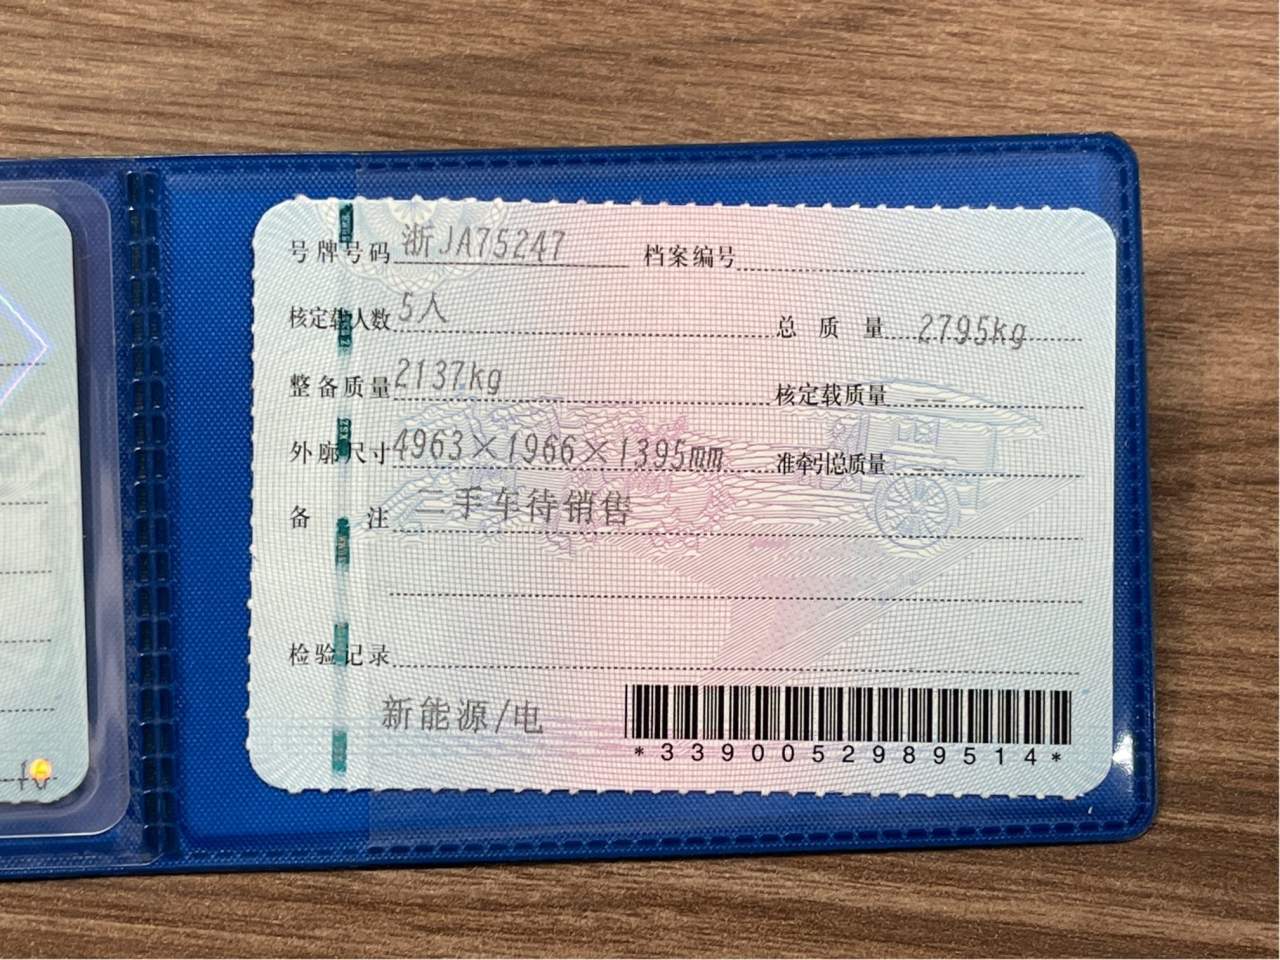 号牌号码 浙JA75247 档案编号
核定载人数 5人 总质量 2795kg
整备质量 2137kg 核定载质量 --
外廓尺寸 4963×1966×1395mm 准牵引总质量 --
备注 二手车待销售
检验记录
新能源/电
*3390052989514*